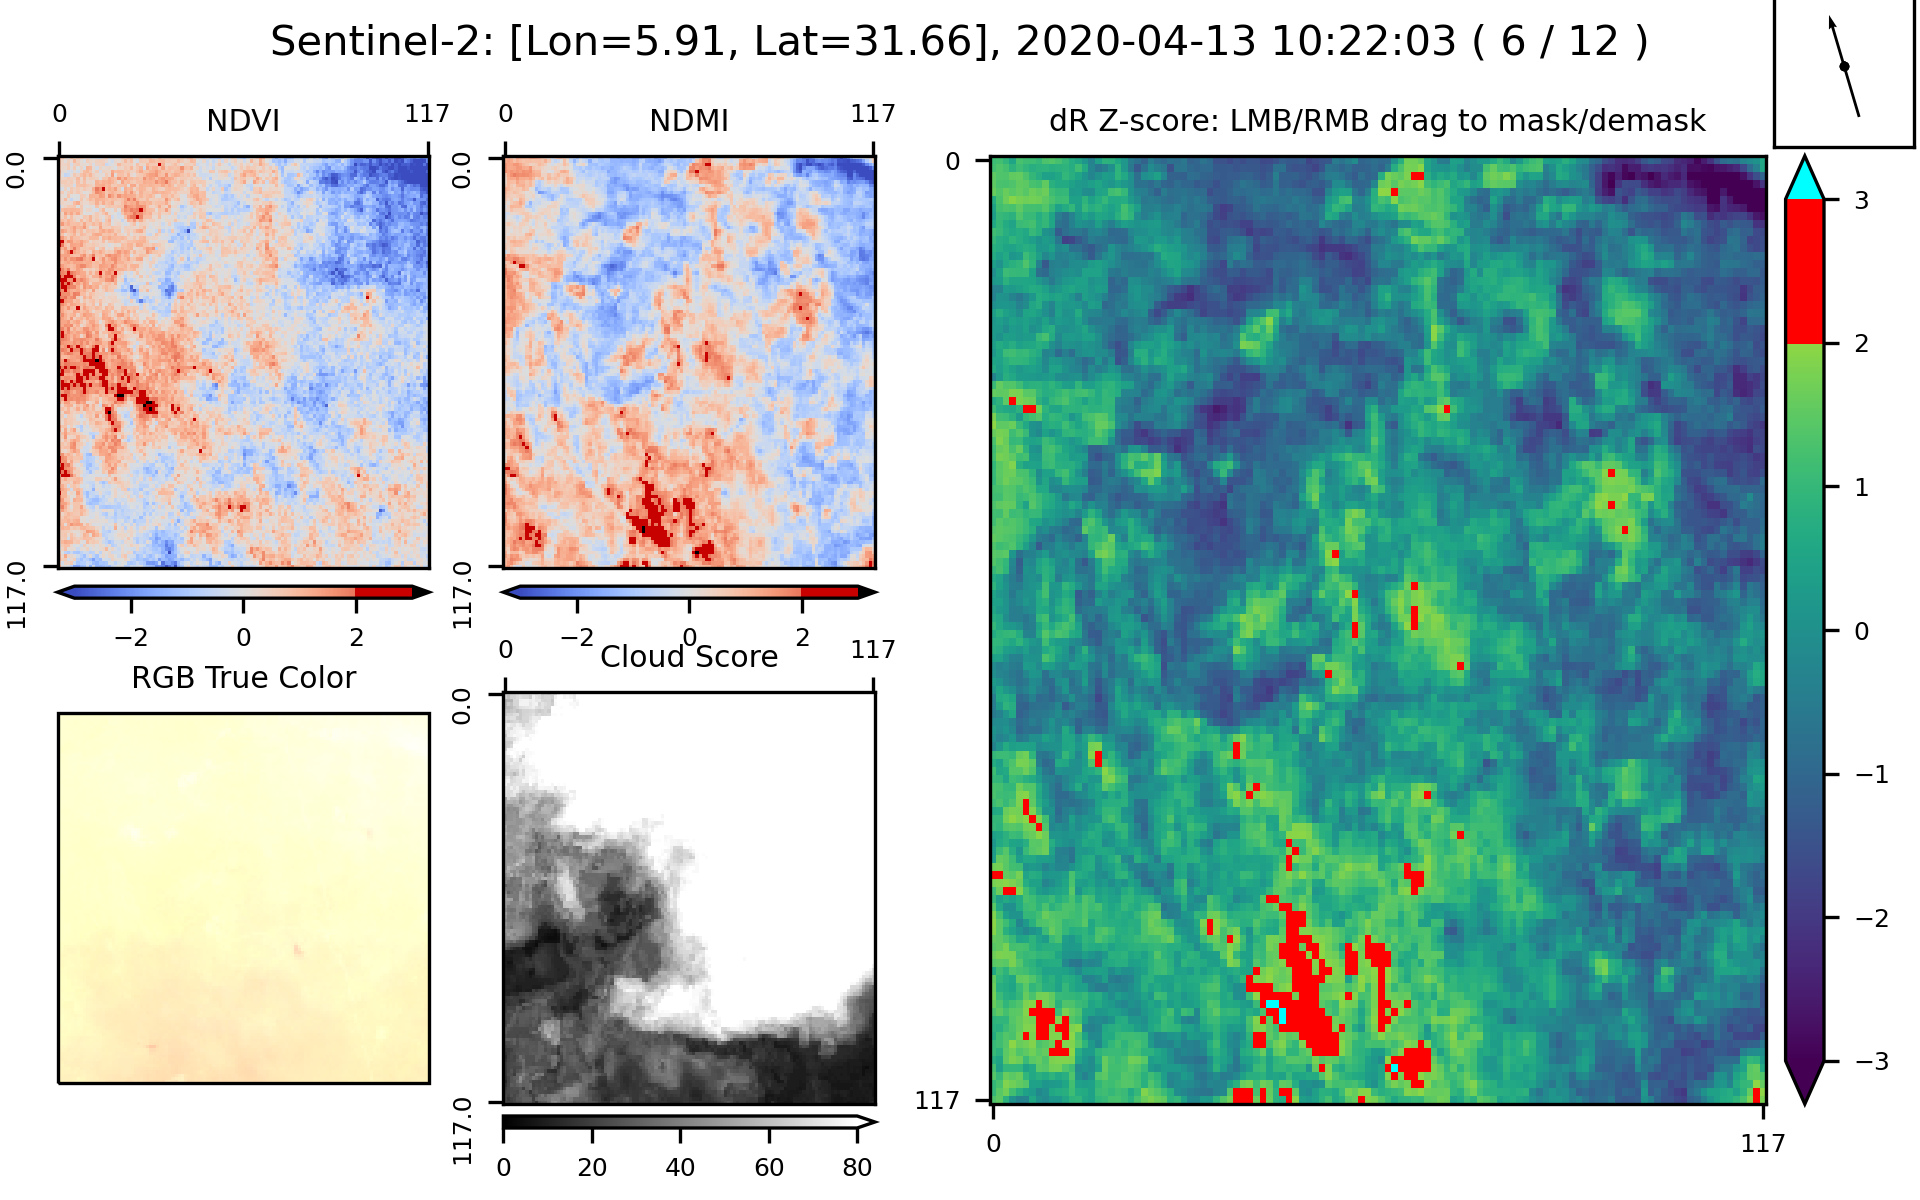 Sentinel-2: [Lon=5.91, Lat=31.66], 2020-04-13 10:22:03 ( 6 / 12 )
0 NDVI 117
0.0
117.0
−2 0 2
0 NDMI 117
0.0
117.0
−2 0 2
dR Z-score: LMB/RMB drag to mask/demask
0
117
0 117
3
2
1
0
−1
−2
−3
RGB True Color
0 Cloud Score 117
0.0
117.0
0 20 40 60 80